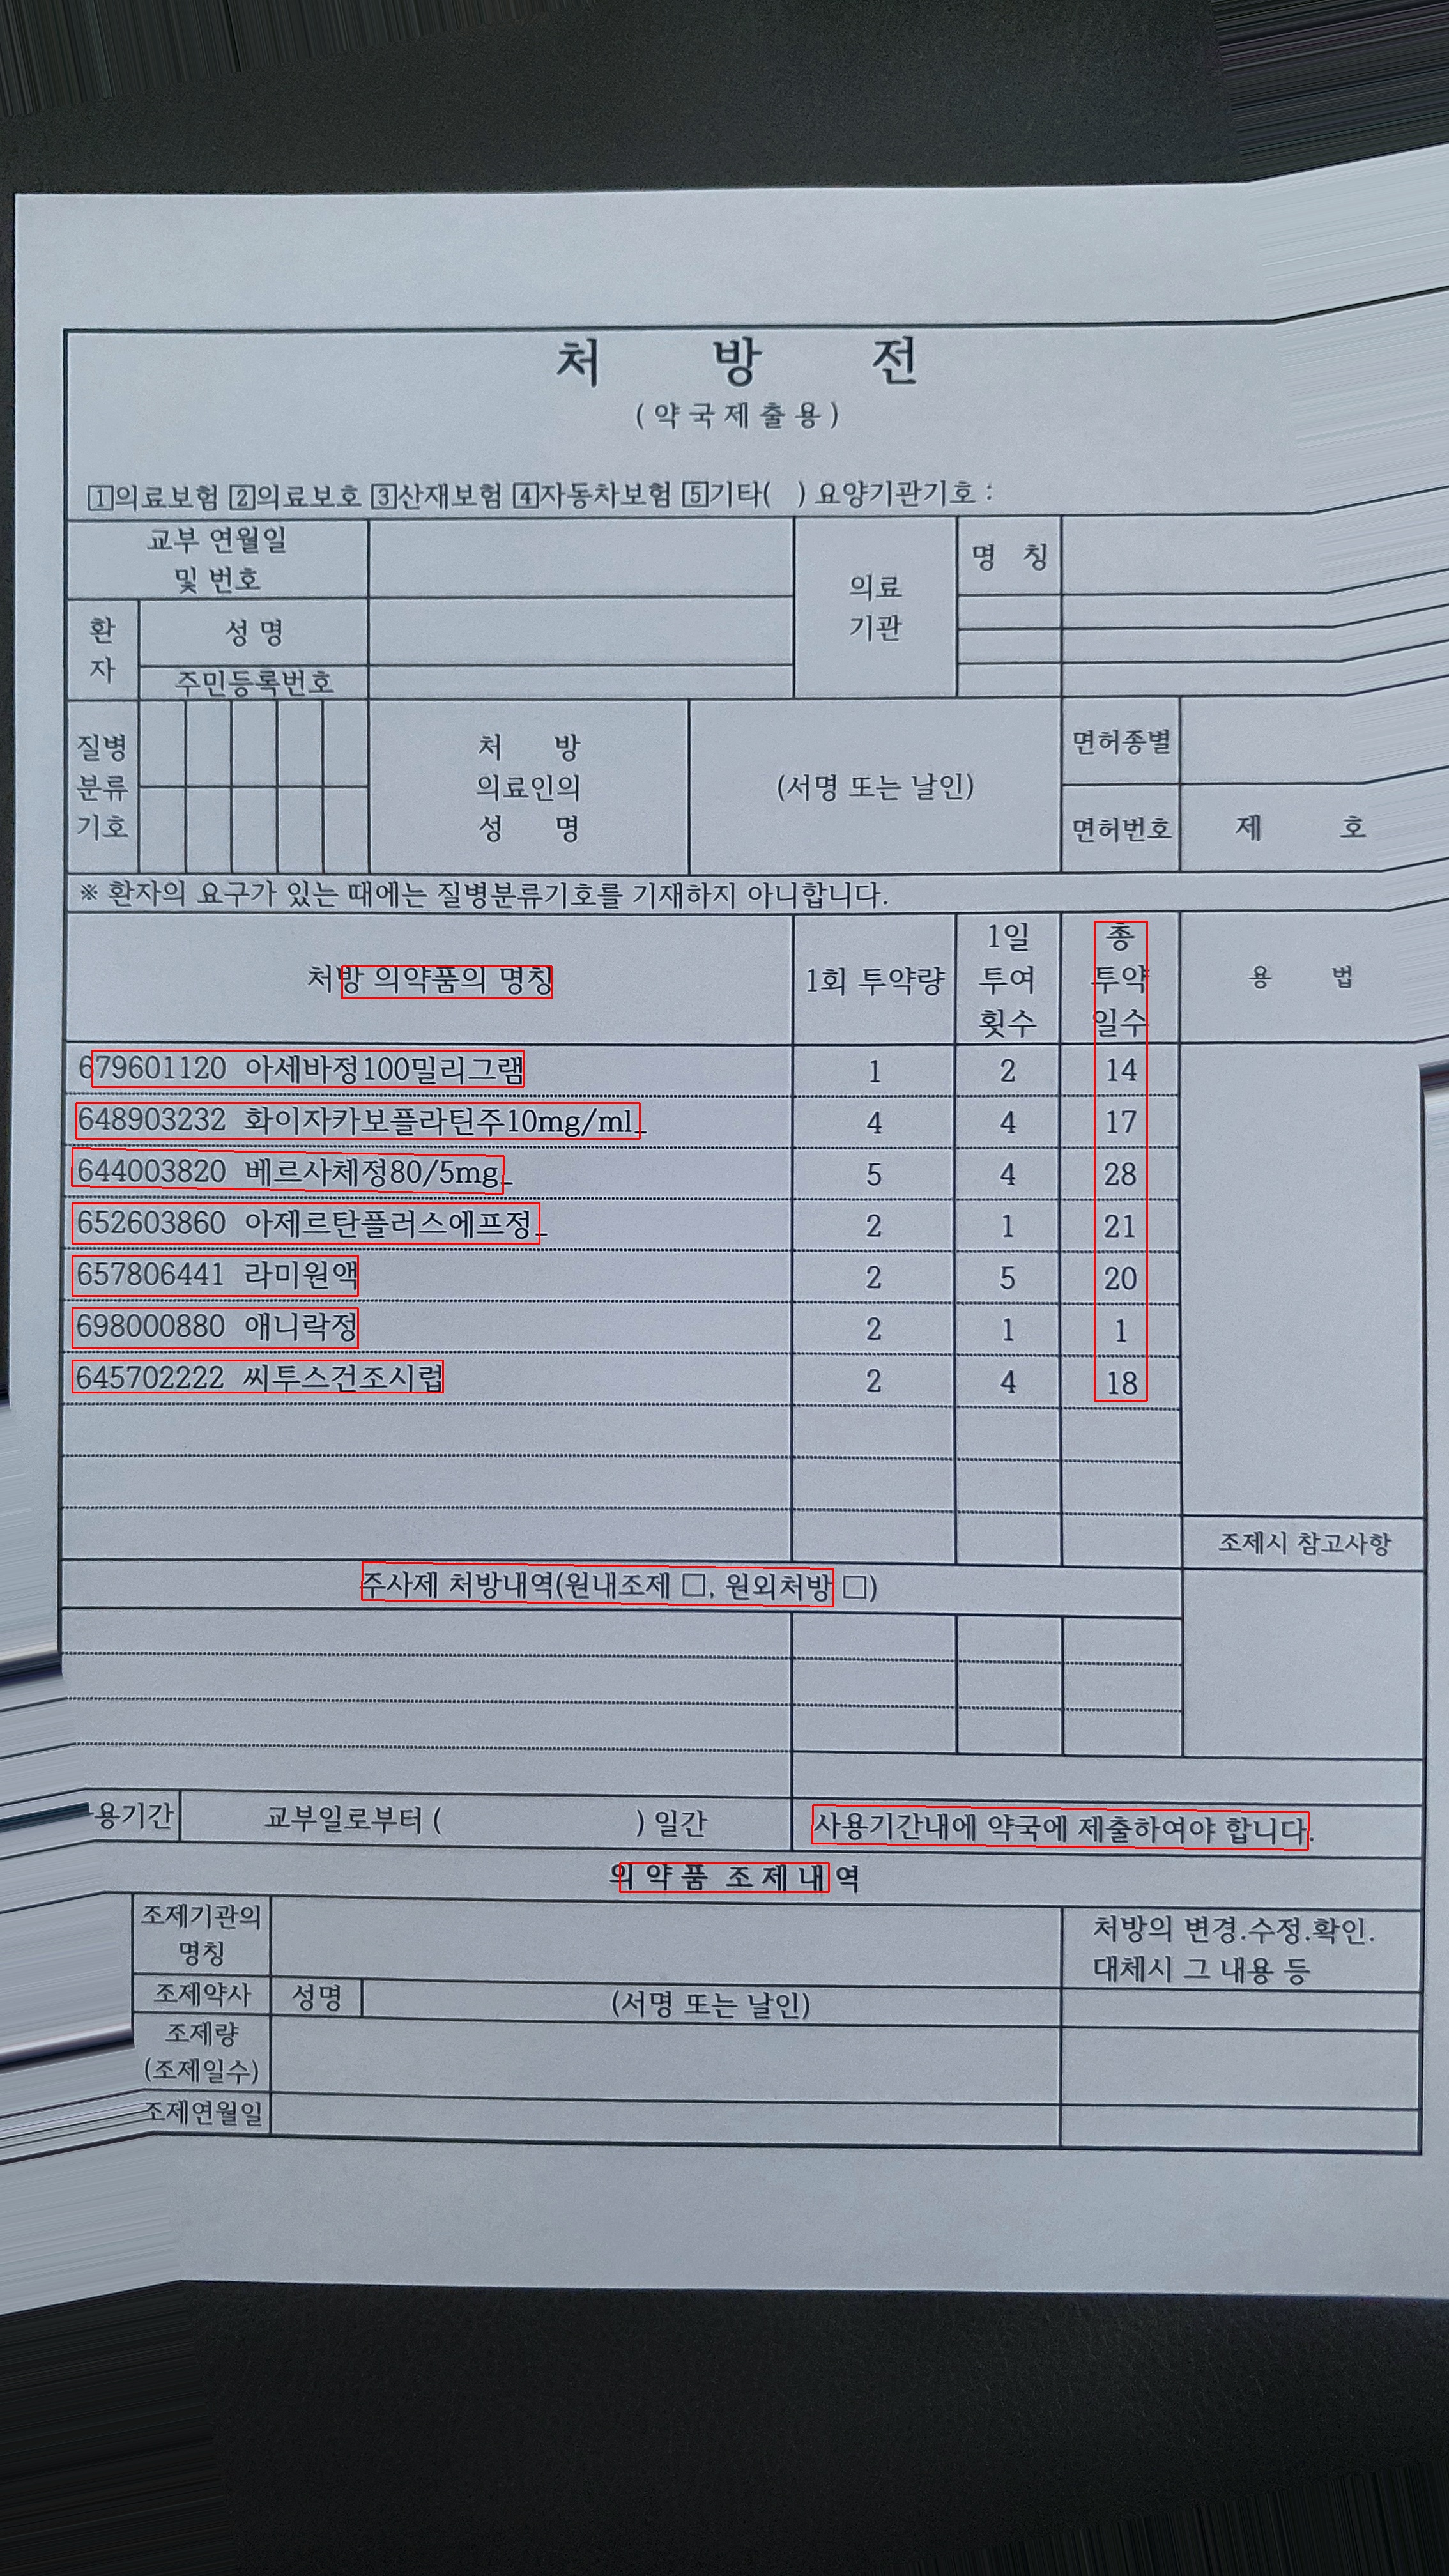 처 방 전
(약국제출용)
1의료보험 2의료보호 3산재보험 4자동차보험 5기타( ) 요양기관기호 :
교부 연월일
및 번호
의료
기관
명 칭
환
자
성 명
주민등록번호
질병
분류
기호
처 방
의료인의
성 명
(서명 또는 날인)
면허종별
면허번호
제 호
※ 환자의 요구가 있는 때에는 질병분류기호를 기재하지 아니합니다.
처방 의약품의 명칭
1회 투약량
1일
투여
횟수
총
투약
일수
용 법
679601120 아세바정100밀리그램 1 2 14
648903232 화이자카보플라틴주10mg/ml_ 4 4 17
644003820 베르사체정80/5mg_ 5 4 28
652603860 아제르탄플러스에프정_ 2 1 21
657806441 라미원액 2 5 20
698000880 애니락정 2 1 1
645702222 씨투스건조시럽 2 4 18
조제시 참고사항
주사제 처방내역(원내조제 □, 원외처방 □)
용기간
교부일로부터 ( ) 일간
사용기간내에 약국에 제출하여야 합니다.
의 약 품 조 제 내 역
조제기관의
명칭
처방의 변경.수정.확인.
대체시 그 내용 등
조제약사
성명
(서명 또는 날인)
조제량
(조제일수)
조제연월일